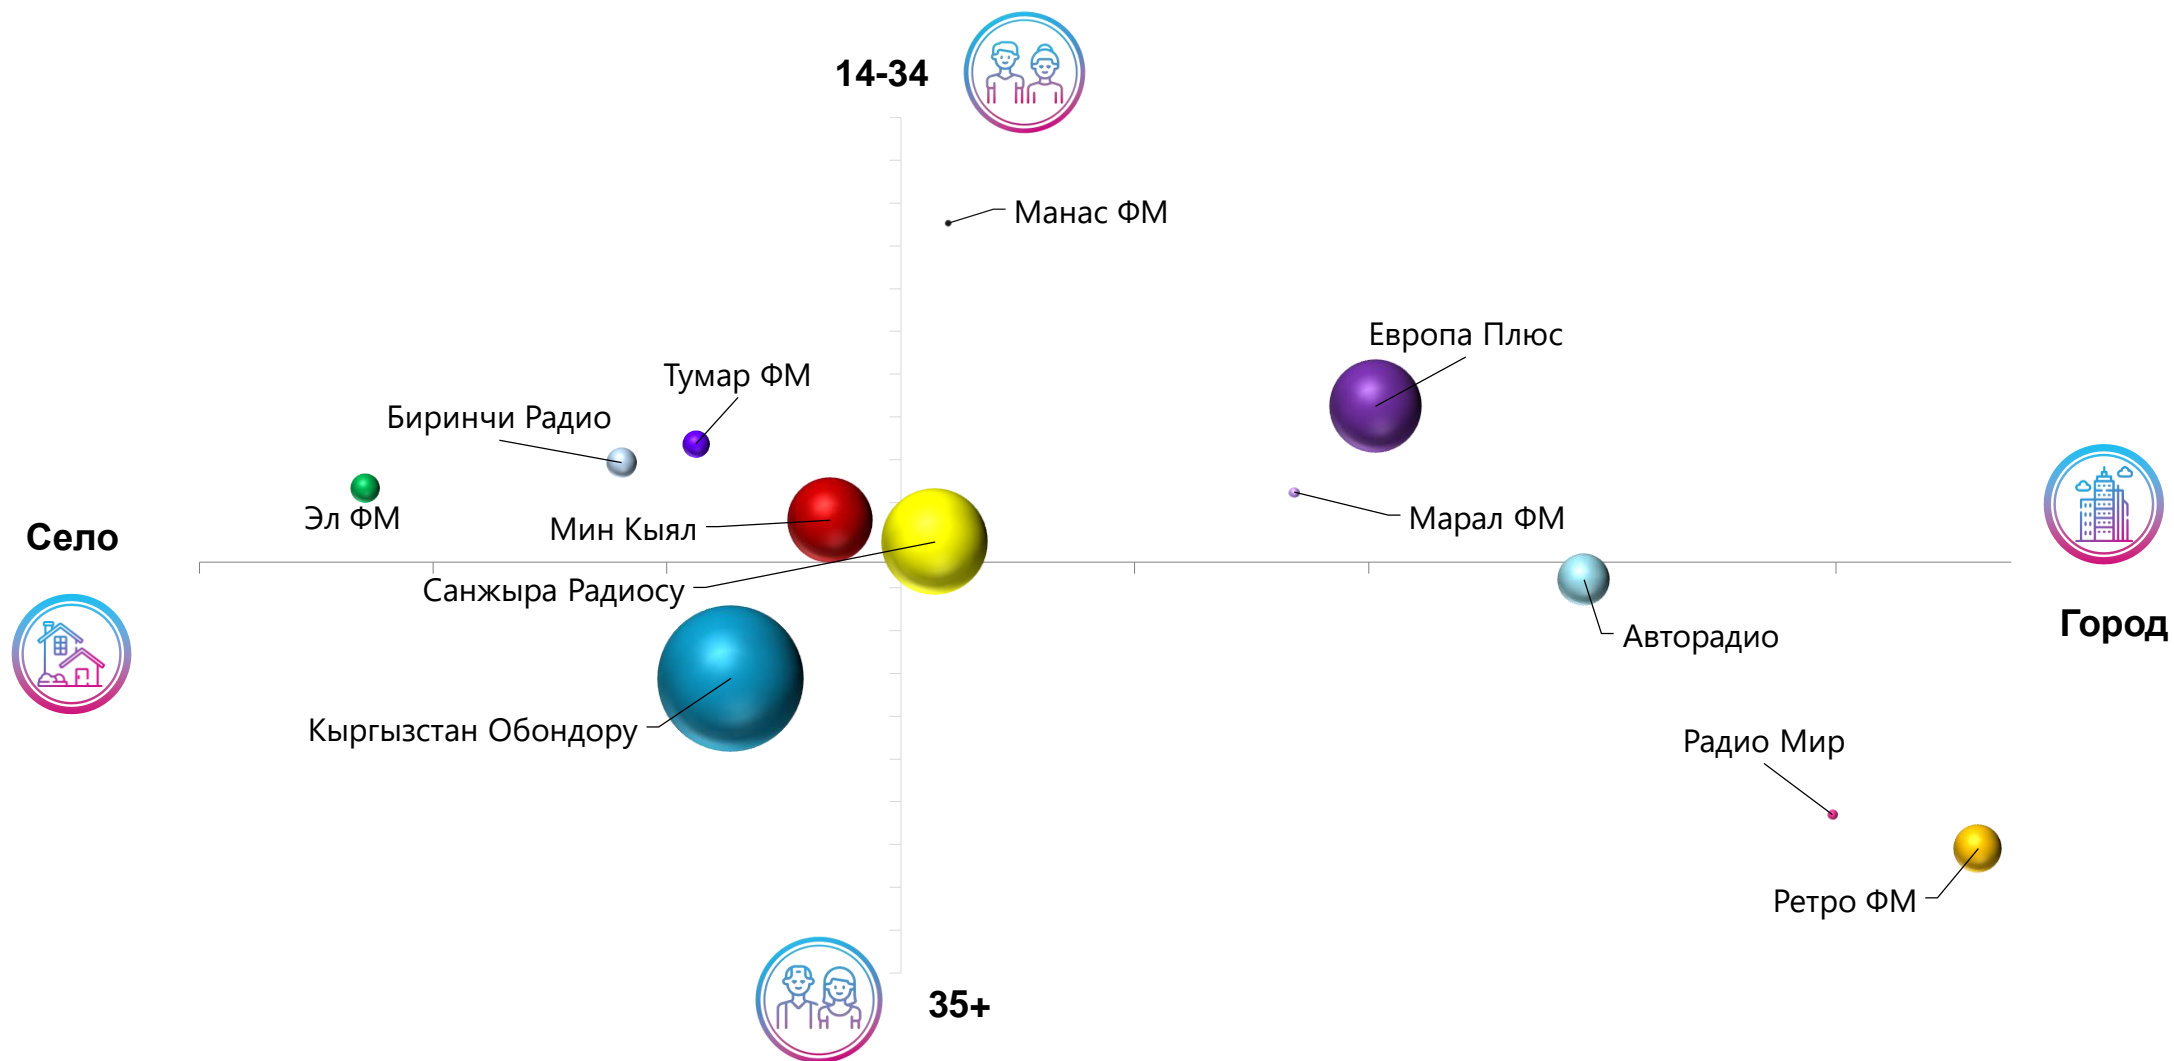 14-34
Манас ФМ
Европа Плюс
Тумар ФМ
Биринчи Радио
Эл ФМ
Мин Кыял
Марал ФМ
Село
Санжыра Радиосу
Город
Авторадио
Кыргызстан Обондору
Радио Мир
Ретро ФМ
35+